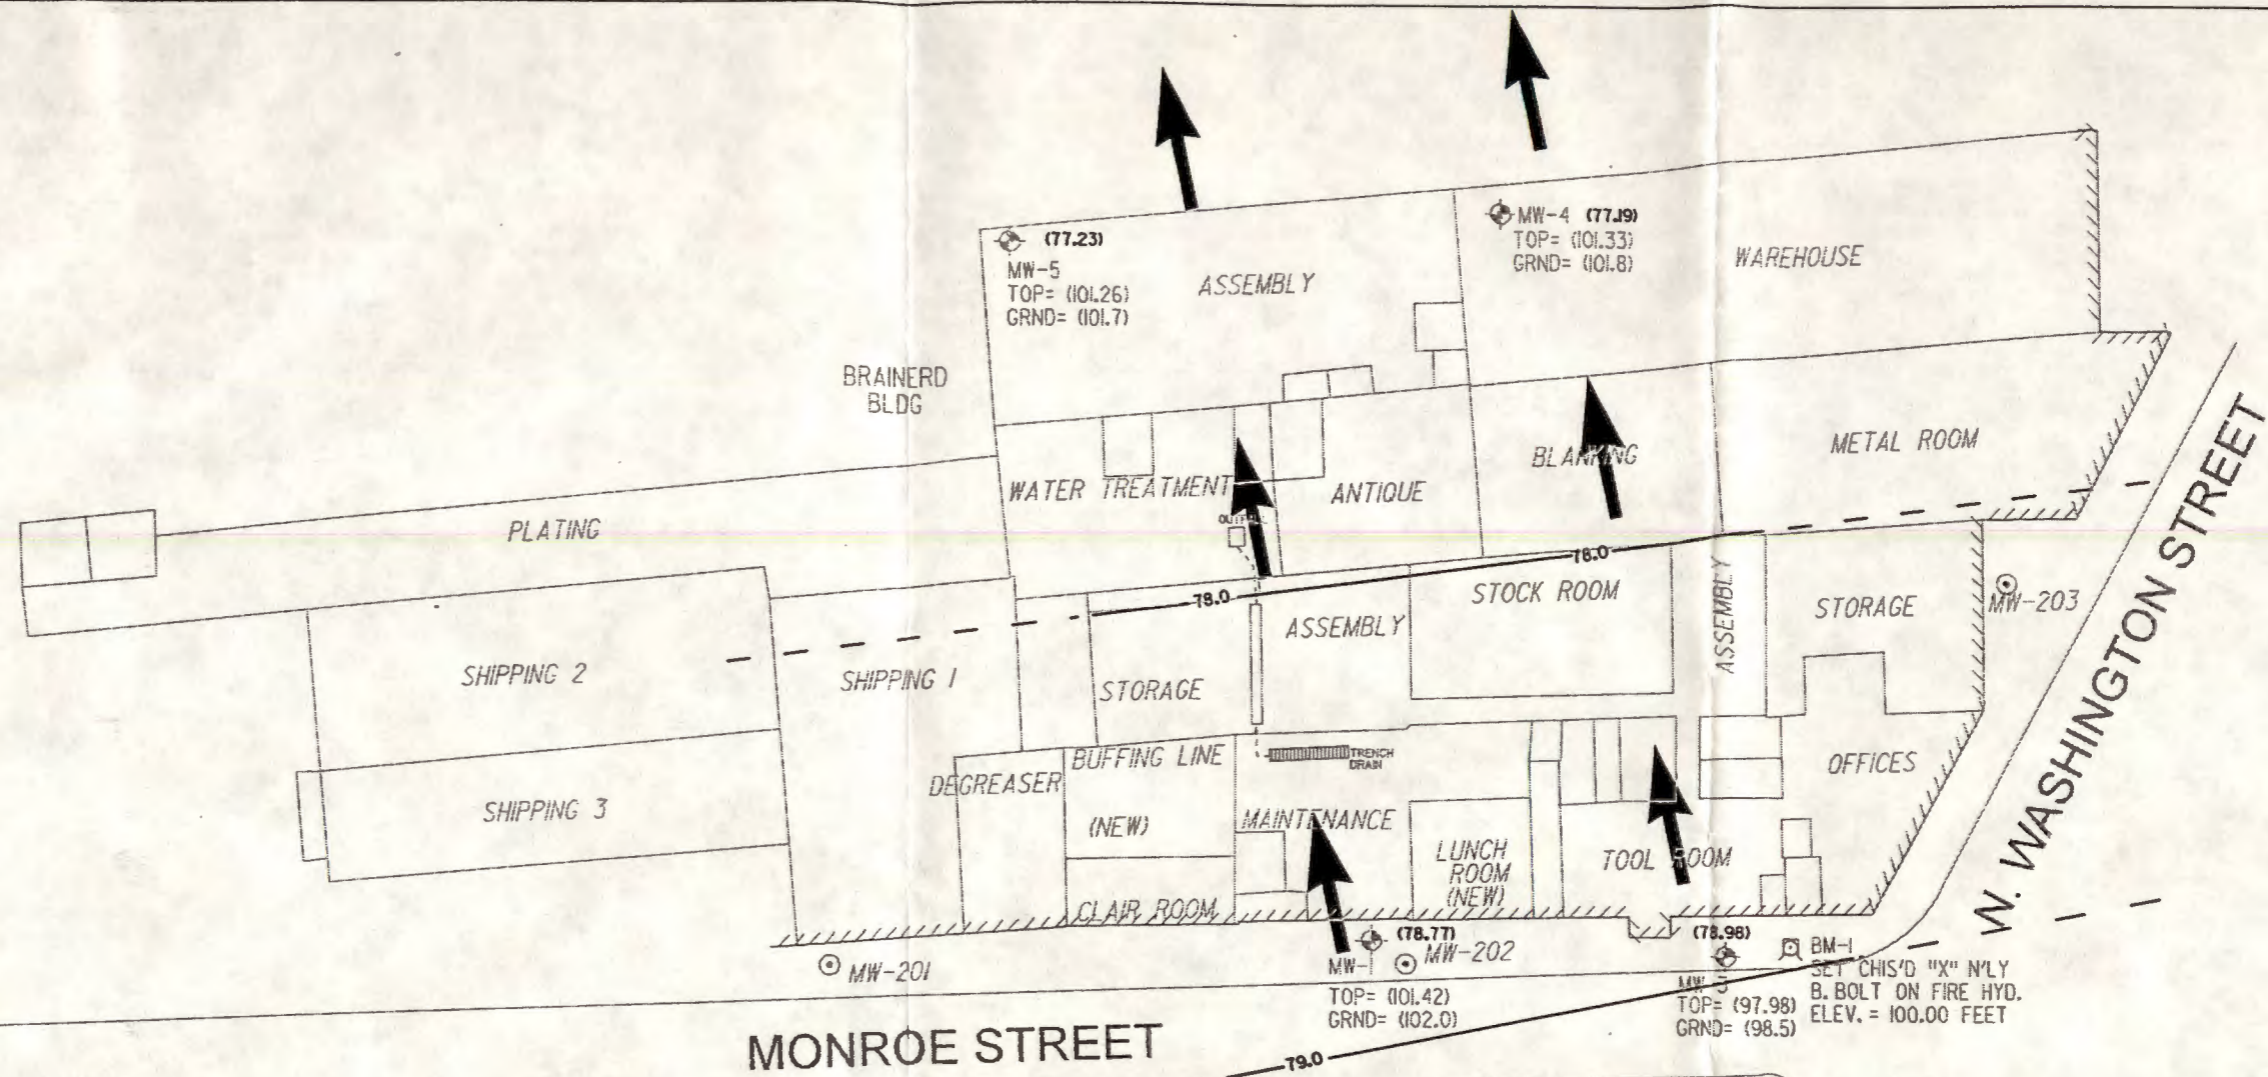 (77.23)
MW-5
TOP= (101.26)
GRND= (101.7)
ASSEMBLY
MW-4 (77.19)
TOP= (101.33)
GRND= (101.8)
WAREHOUSE
BRAINERD
BLDG
WATER TREATMENT
ANTIQUE
BLANKING
METAL ROOM
PLATING
78.0
78.0
SHIPPING 2
SHIPPING 1
STORAGE
ASSEMBLY
STOCK ROOM
ASSEMBLY
STORAGE
MW-203
SHIPPING 3
DEGREASER
BUFFING LINE
(NEW)
TRENCH
DRAIN
MAINTENANCE
LUNCH
ROOM
(NEW)
TOOL ROOM
OFFICES
CLAIR ROOM
W. WASHINGTON STREET
MW-201
(78.77)
MW-1
MW-202
TOP= (101.42)
GRND= (102.0)
(78.98)
TOP= (97.98)
GRND= (98.5)
BM-1
SET CHIS'D "X" N'LY
B. BOLT ON FIRE HYD.
ELEV. = 100.00 FEET
MONROE STREET
79.0